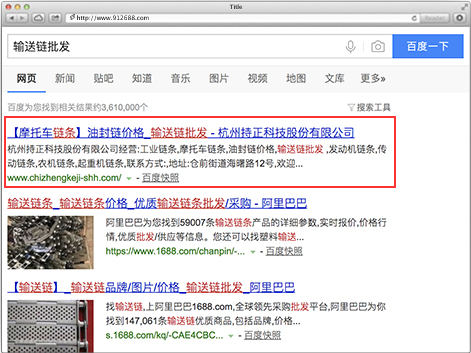 Title
http://www.912688.com
Reader
输送链批发
百度一下
网页 新闻 贴吧 知道 音乐 图片 视频 地图 文库 更多»
百度为您找到相关结果约3,610,000个
搜索工具
【摩托车链条】油封链价格_输送链批发 - 杭州持正科技股份有限公司
杭州持正科技股份有限公司经营:工业链条,摩托车链条,油封链价格,输送链批发 ,发动机链条,传
动链条,农机链条,起重机链条,联系方式:,地址:仓前街道海曙路12号,欢迎...
www.chizhengkeji-shh.com/ - 百度快照
输送链条_输送链条价格_优质输送链条批发/采购 - 阿里巴巴
阿里巴巴为您找到59007条输送链条产品的详细参数,实时报价,价格行
情,优质批发/供应等信息。您还可以找塑料输送...
https://www.1688.com/chanpin/-... - 百度快照
【输送链】_输送链品牌/图片/价格_输送链批发_阿里巴巴
找输送链,上阿里巴巴1688.com,全球领先采购批发平台,阿里巴巴为你
找到147,061条输送链优质商品,包括品牌,价格...
s.1688.com/kq/-CAE4CBC... - 百度快照